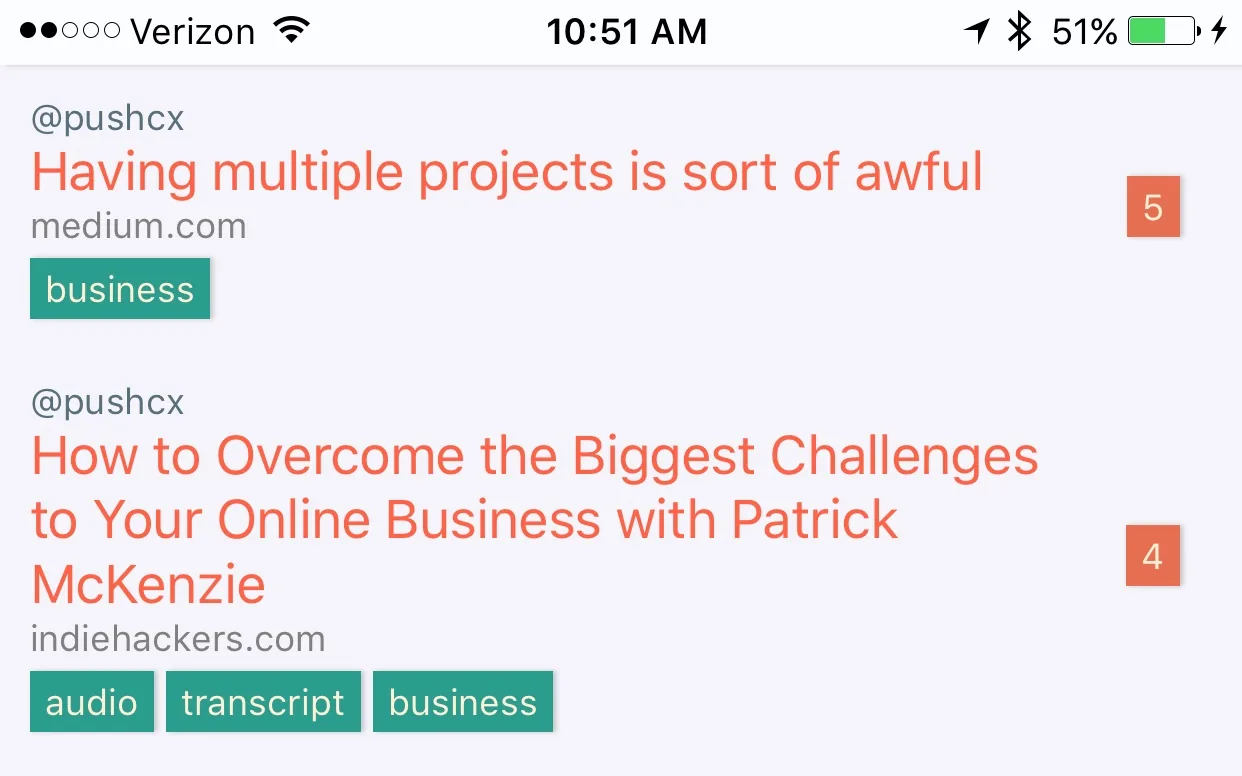 Verizon 10:51 AM 51%
@pushcx
Having multiple projects is sort of awful
5
medium.com
business
@pushcx
How to Overcome the Biggest Challenges
to Your Online Business with Patrick
McKenzie
4
indiehackers.com
audio transcript business